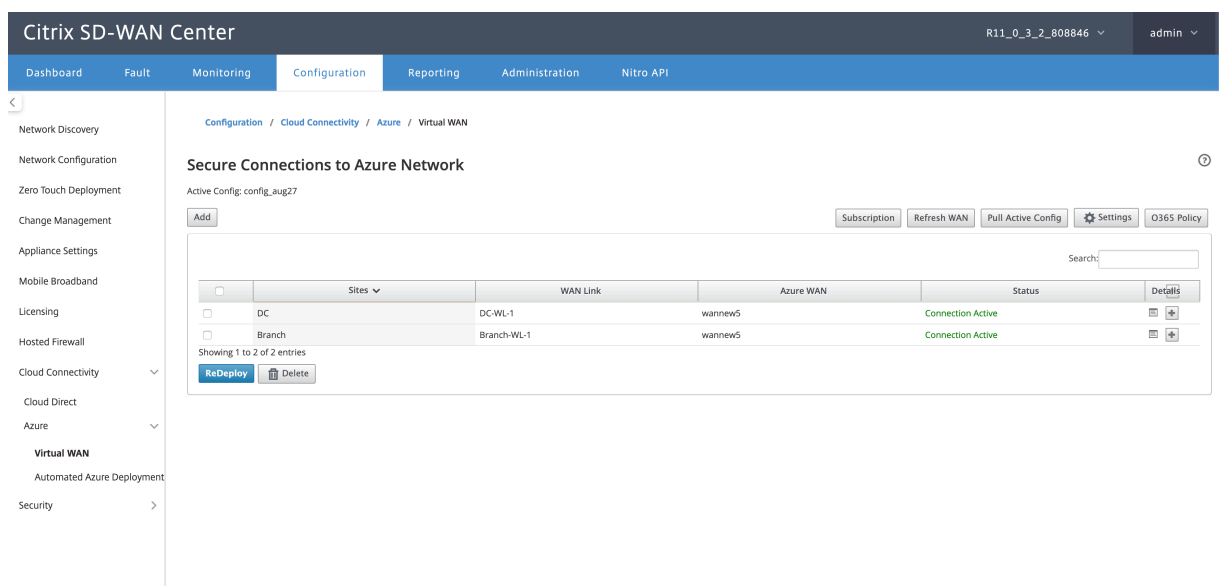 Citrix SD-WAN Center
R11_0_3_2_808846 admin
Dashboard Fault Monitoring Configuration Reporting Administration Nitro API
Network Discovery
Network Configuration
Zero Touch Deployment
Change Management
Appliance Settings
Mobile Broadband
Licensing
Hosted Firewall
Cloud Connectivity
Cloud Direct
Azure
Virtual WAN
Automated Azure Deployment
Security
Configuration / Cloud Connectivity / Azure / Virtual WAN
Secure Connections to Azure Network
Active Config: config_aug27
Add Subscription Refresh WAN Pull Active Config Settings O365 Policy
Search:
Sites WAN Link Azure WAN Status Details
DC DC-WL-1 wannew5 Connection Active
Branch Branch-WL-1 wannew5 Connection Active
Showing 1 to 2 of 2 entries
ReDeploy Delete